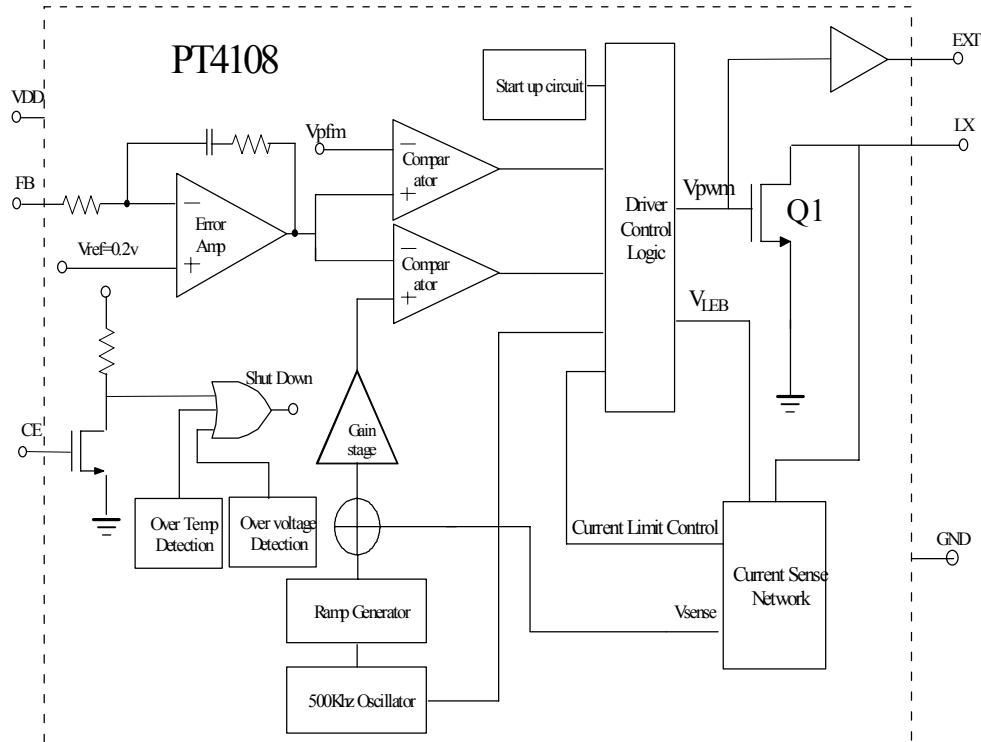 PT4108
EXT
VDD
Start up circuit
LX
Vpfm
−
Compar
ator
+
FB
−
Error
Amp
+
Vref=0.2v
Driver
Control
Logic
Vpwm
Q1
−
Compar
ator
+
VLEB
Shut Down
CE
Gain
stage
Over Temp
Detection
Over voltage
Detection
Current Limit Control
GND
Current Sense
Network
Ramp Generator
Vsense
500Khz Oscillator